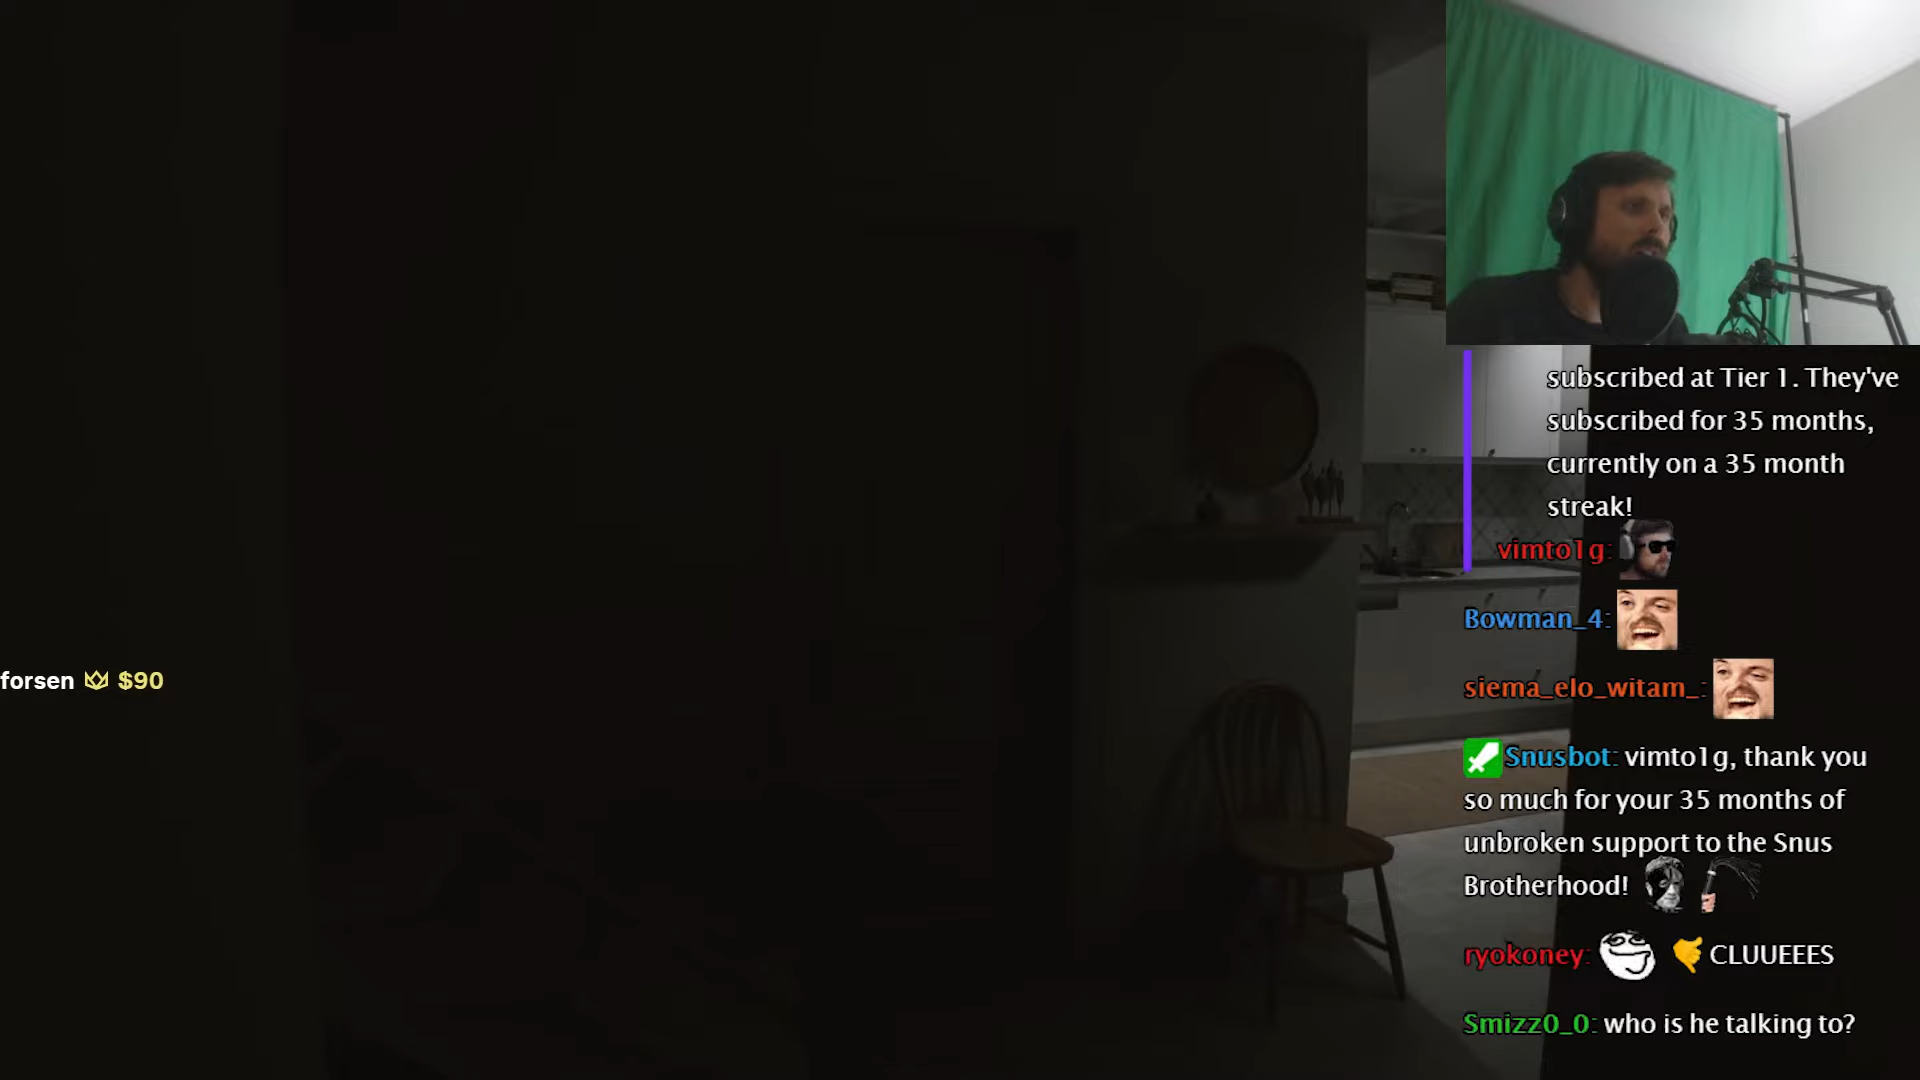 subscribed at Tier 1. They've
subscribed for 35 months,
currently on a 35 month
streak!
vimto1g:
Bowman_4:
forsen $90
siema_elo_witam_:
Snusbot: vimto1g, thank you
so much for your 35 months of
unbroken support to the Snus
Brotherhood!
ryokoney: CLUUEEES
Smizz0_0: who is he talking to?